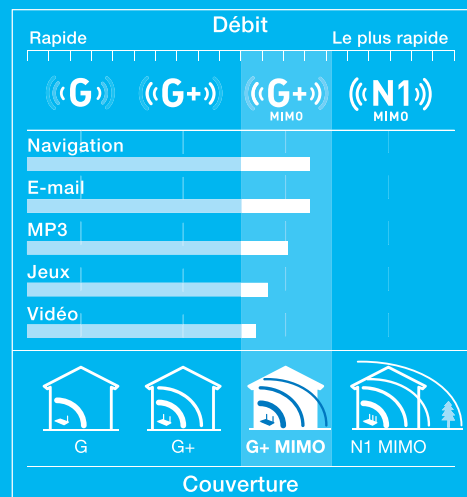 Débit
Rapide Le plus rapide
G G+ G+ N1
MIMO MIMO
Navigation
E-mail
MP3
Jeux
Vidéo
G G+ G+ MIMO N1 MIMO
Couverture